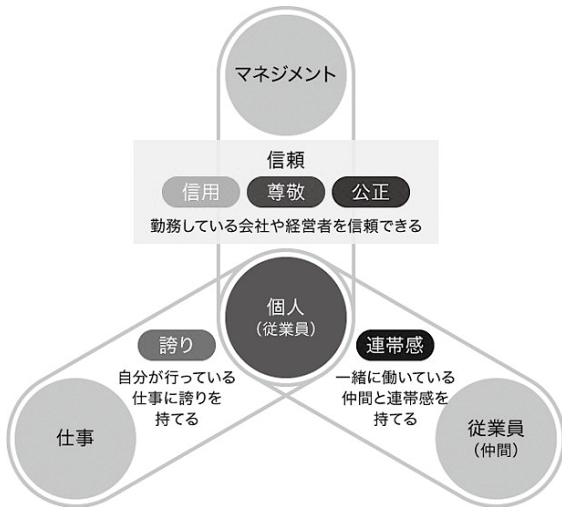 マネジメント
信頼
信用 尊敬 公正
勤務している会社や経営者を信頼できる
個人
（従業員）
誇り
自分が行っている
仕事に誇りを
持てる
連帯感
一緒に働いている
仲間と連帯感を
持てる
仕事
従業員
（仲間）